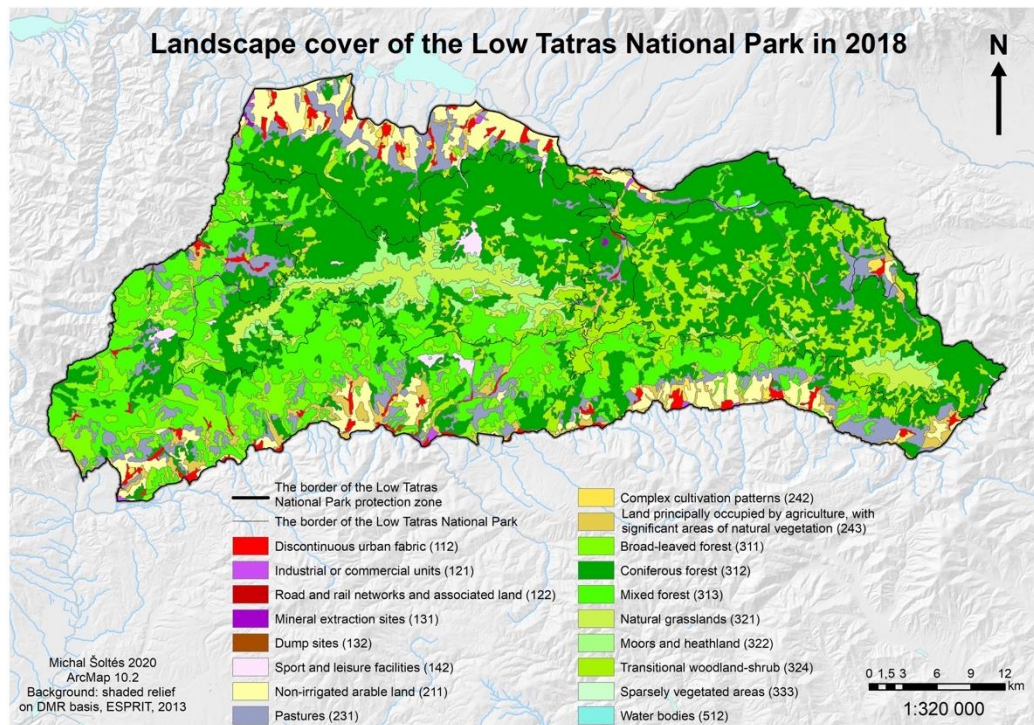 Landscape cover of the Low Tatras National Park in 2018
N
The border of the Low Tatras
National Park protection zone
The border of the Low Tatras National Park
Discontinuous urban fabric (112)
Industrial or commercial units (121)
Road and rail networks and associated land (122)
Mineral extraction sites (131)
Dump sites (132)
Sport and leisure facilities (142)
Non-irrigated arable land (211)
Pastures (231)
Complex cultivation patterns (242)
Land principally occupied by agriculture, with
significant areas of natural vegetation (243)
Broad-leaved forest (311)
Coniferous forest (312)
Mixed forest (313)
Natural grasslands (321)
Moors and heathland (322)
Transitional woodland-shrub (324)
Sparsely vegetated areas (333)
Water bodies (512)
Michal Šoltés 2020
ArcMap 10.2
Background: shaded relief
on DMR basis, ESPRIT, 2013
0 1,5 3 6 9 12
km
1:320 000